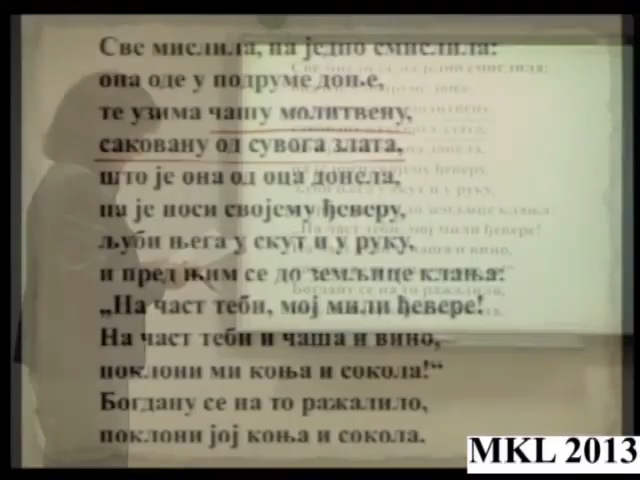 Све мислила, на једно смислила:
она оде у подруме доње,
те узима чашу молитвену,
саковану од сувога злата,
што је она од оца донела,
па је носи својему ђеверу,
љуби њега у скут и у руку,
и пред њим се до земљице клања:
„На част теби, мој мили ђевере!
На част теби и чаша и вино,
поклони ми коња и сокола!“
Богдану се на то ражалило,
поклони јој коња и сокола.
MKL 2013